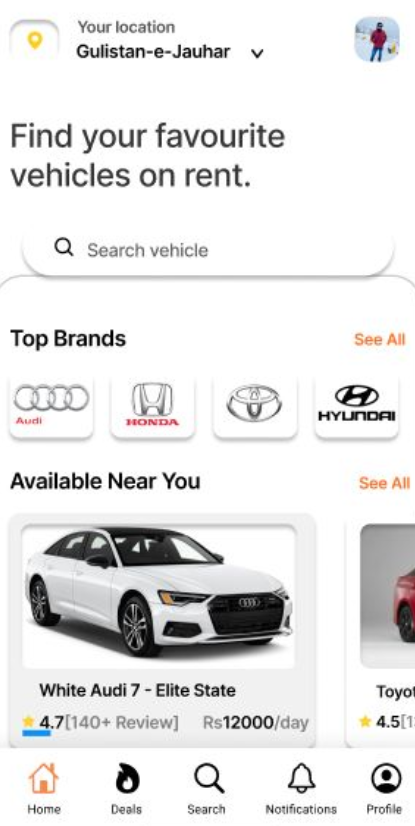 Your location
Gulistan-e-Jauhar
Find your favourite
vehicles on rent.
Search vehicle
Top Brands
See All
Audi
HONDA
HYUNDAI
Available Near You
See All
White Audi 7 - Elite State
4.7[140+ Review]
Rs12000/day
4.5[1
Home
Deals
Search
Notifications
Profile